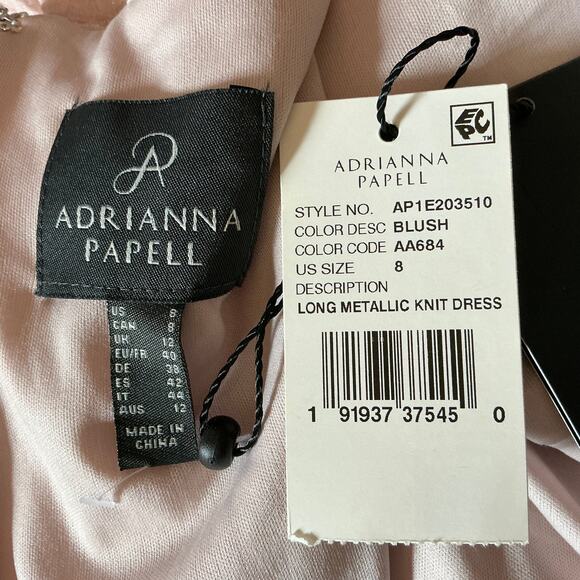 ADRIANNA
PAPELL
US 8
CAN 8
UK 12
EU/FR 40
DE 38
ES 42
IT 44
AUS 12
MADE IN
CHINA
EPC
TM
ADRIANNA
PAPELL
STYLE NO. AP1E203510
COLOR DESC BLUSH
COLOR CODE AA684
US SIZE 8
DESCRIPTION
LONG METALLIC KNIT DRESS
1 91937 37545 0